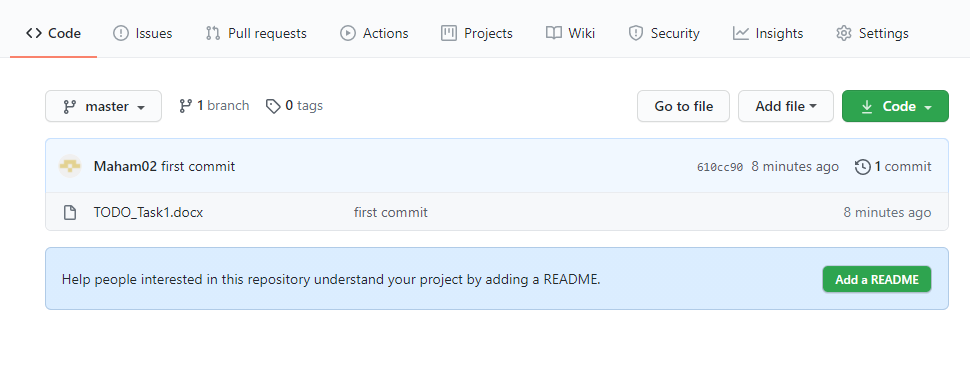 Code Issues Pull requests Actions Projects Wiki Security Insights Settings
master 1 branch 0 tags Go to file Add file Code
Maham02 first commit 610cc90 8 minutes ago 1 commit
TODO_Task1.docx first commit 8 minutes ago
Help people interested in this repository understand your project by adding a README. Add a README